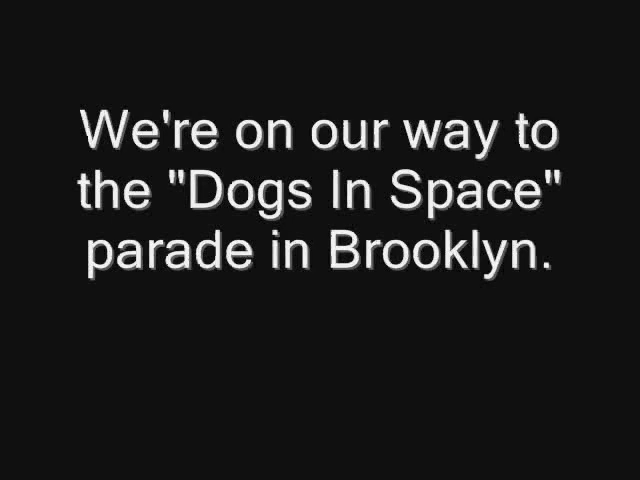 We're on our way to
the "Dogs In Space"
parade in Brooklyn.